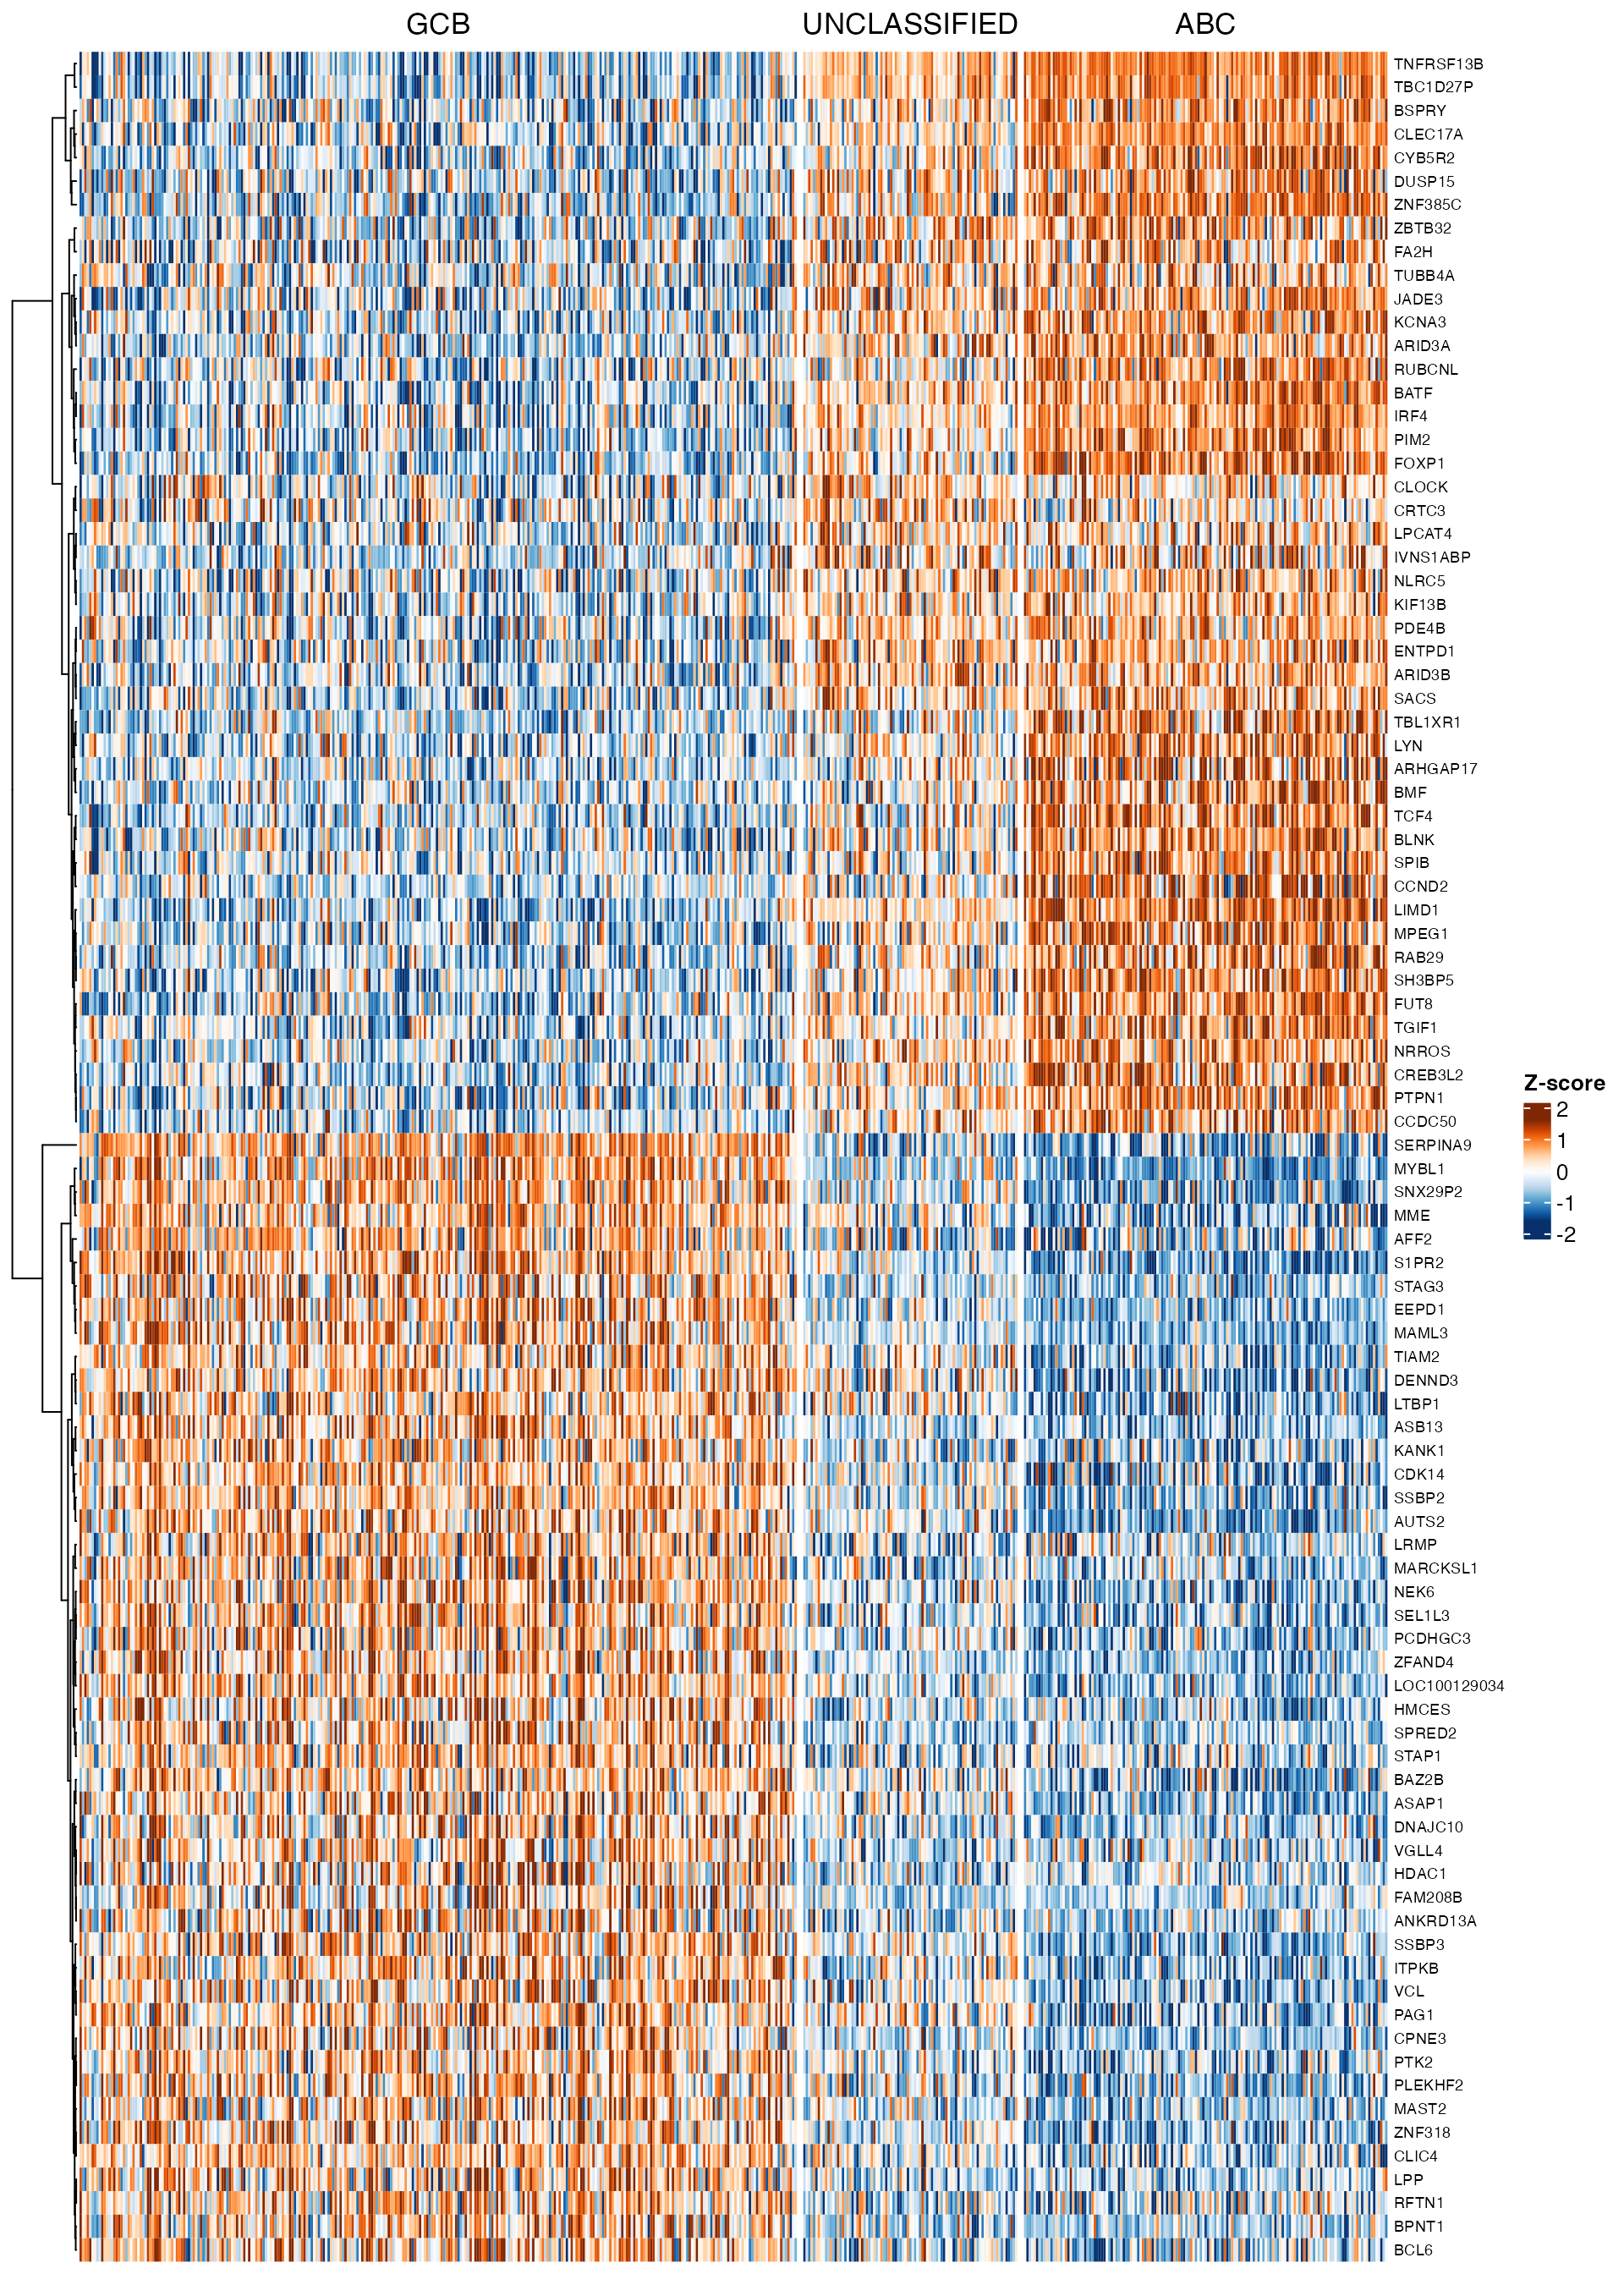 GCB UNCLASSIFIED ABC
TNFRSF13B
TBC1D27P
BSPRY
CLEC17A
CYB5R2
DUSP15
ZNF385C
ZBTB32
FA2H
TUBB4A
JADE3
KCNA3
ARID3A
RUBCNL
BATF
IRF4
PIM2
FOXP1
CLOCK
CRTC3
LPCAT4
IVNS1ABP
NLRC5
KIF13B
PDE4B
ENTPD1
ARID3B
SACS
TBL1XR1
LYN
ARHGAP17
BMF
TCF4
BLNK
SPIB
CCND2
LIMD1
MPEG1
RAB29
SH3BP5
FUT8
TGIF1
NRROS
CREB3L2
PTPN1
CCDC50
SERPINA9
MYBL1
SNX29P2
MME
AFF2
S1PR2
STAG3
EEPD1
MAML3
TIAM2
DENND3
LTBP1
ASB13
KANK1
CDK14
SSBP2
AUTS2
LRMP
MARCKSL1
NEK6
SEL1L3
PCDHGC3
ZFAND4
LOC100129034
HMCES
SPRED2
STAP1
BAZ2B
ASAP1
DNAJC10
VGLL4
HDAC1
FAM208B
ANKRD13A
SSBP3
ITPKB
VCL
PAG1
CPNE3
PTK2
PLEKHF2
MAST2
ZNF318
CLIC4
LPP
RFTN1
BPNT1
BCL6
Z-score
2
1
0
-1
-2